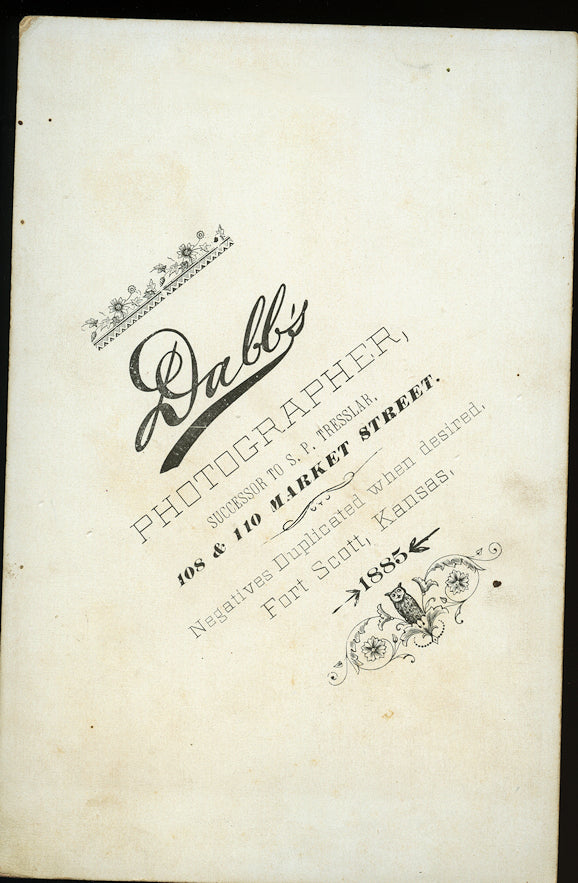 Dabb's
PHOTOGRAPHER,
SUCCESSOR TO S. P. TRESSLAR,
108 & 110 MARKET STREET.
Negatives Duplicated when desired,
Fort Scott, Kansas,
1885